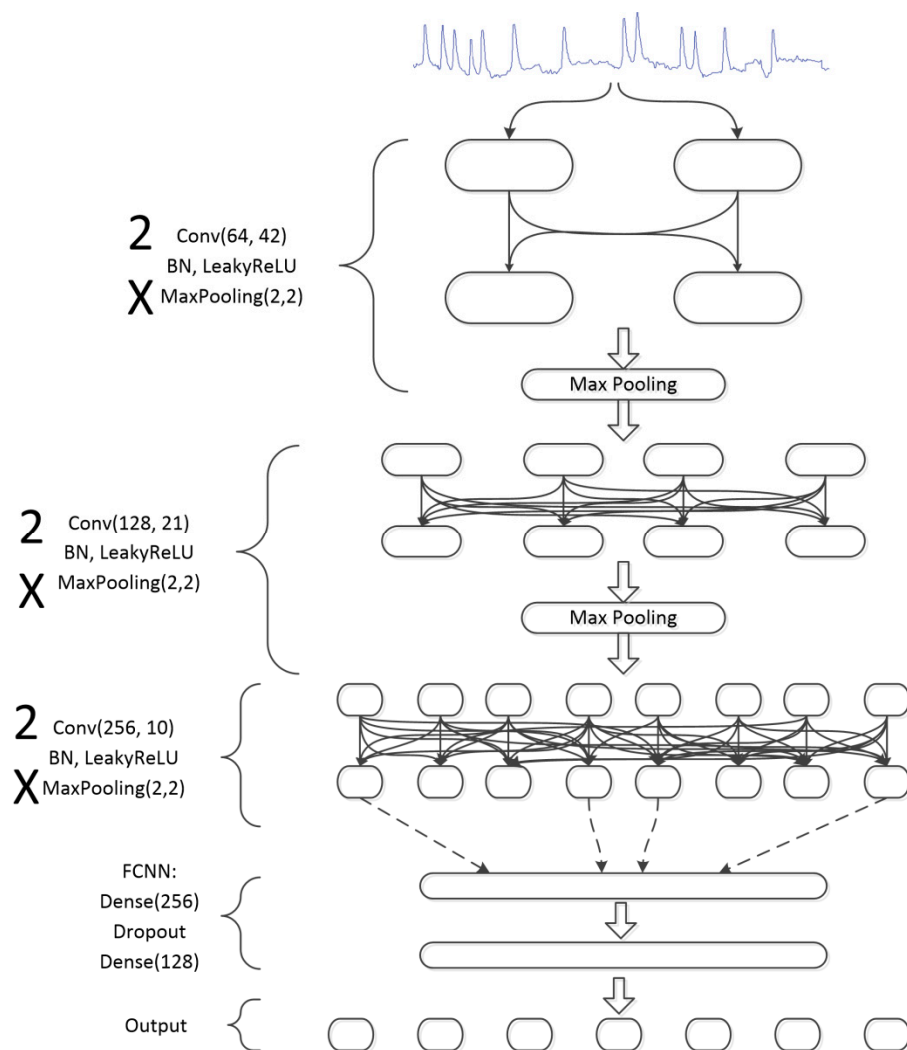 2
X
Conv(64, 42)
BN, LeakyReLU
MaxPooling(2,2)
Max Pooling
2
X
Conv(128, 21)
BN, LeakyReLU
MaxPooling(2,2)
Max Pooling
2
X
Conv(256, 10)
BN, LeakyReLU
MaxPooling(2,2)
FCNN:
Dense(256)
Dropout
Dense(128)
Output